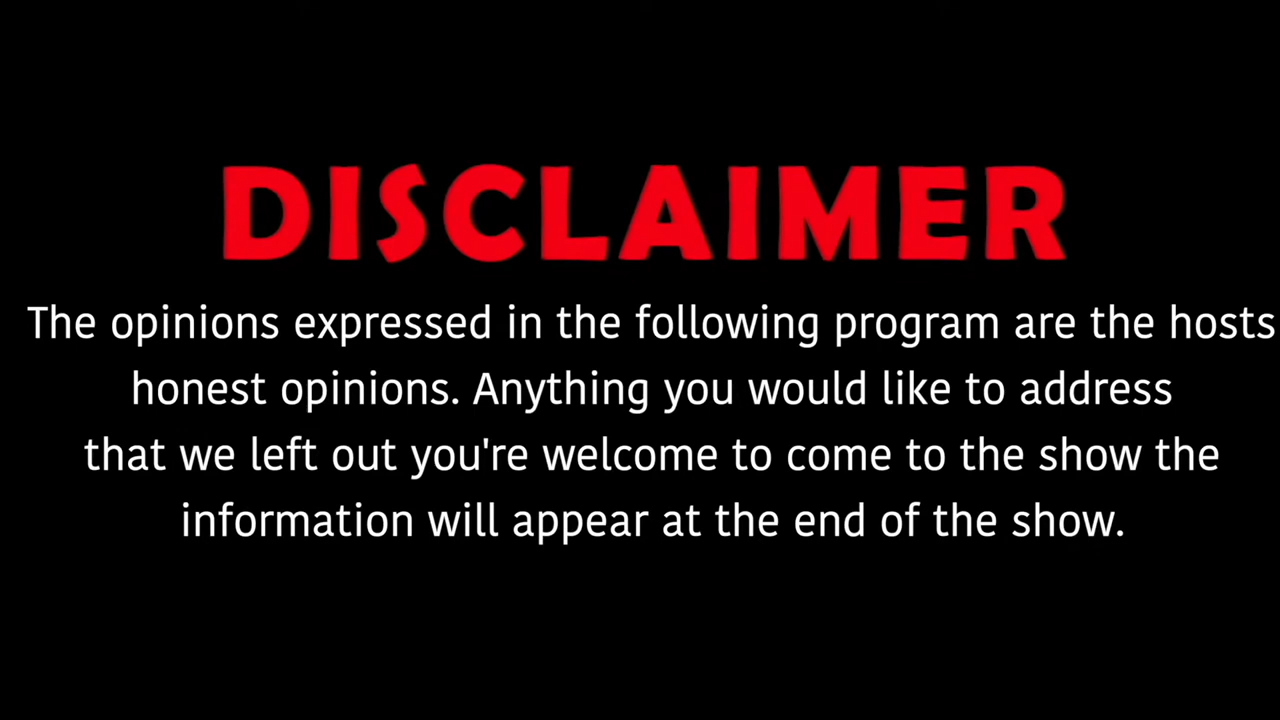 DISCLAIMER
The opinions expressed in the following program are the hosts
honest opinions. Anything you would like to address
that we left out you're welcome to come to the show the
information will appear at the end of the show.